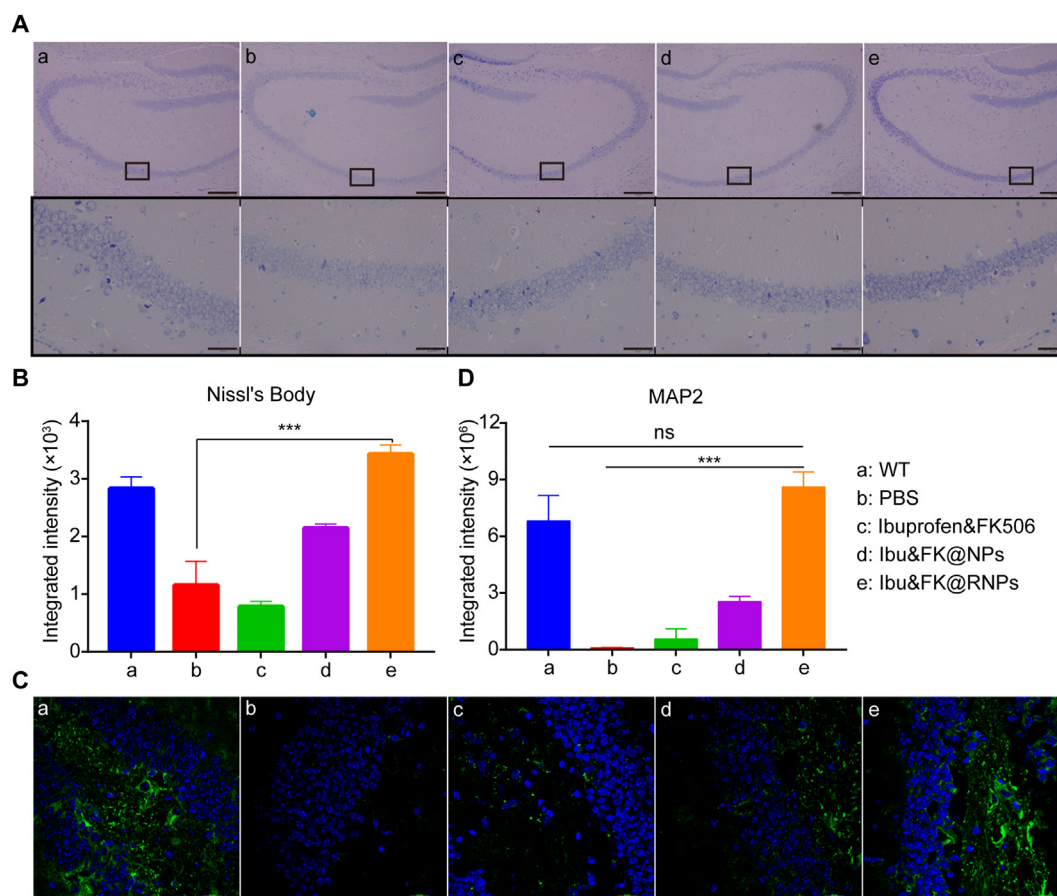 A
a b c d e
B
Nissl's Body
Integrated intensity (×10³)
4
3
2
1
0
***
a b c d e
D
MAP2
Integrated intensity (×10⁶)
12
9
6
3
0
ns
***
a b c d e
a: WT
b: PBS
c: Ibuprofen&FK506
d: Ibu&FK@NPs
e: Ibu&FK@RNPs
C
a b c d e